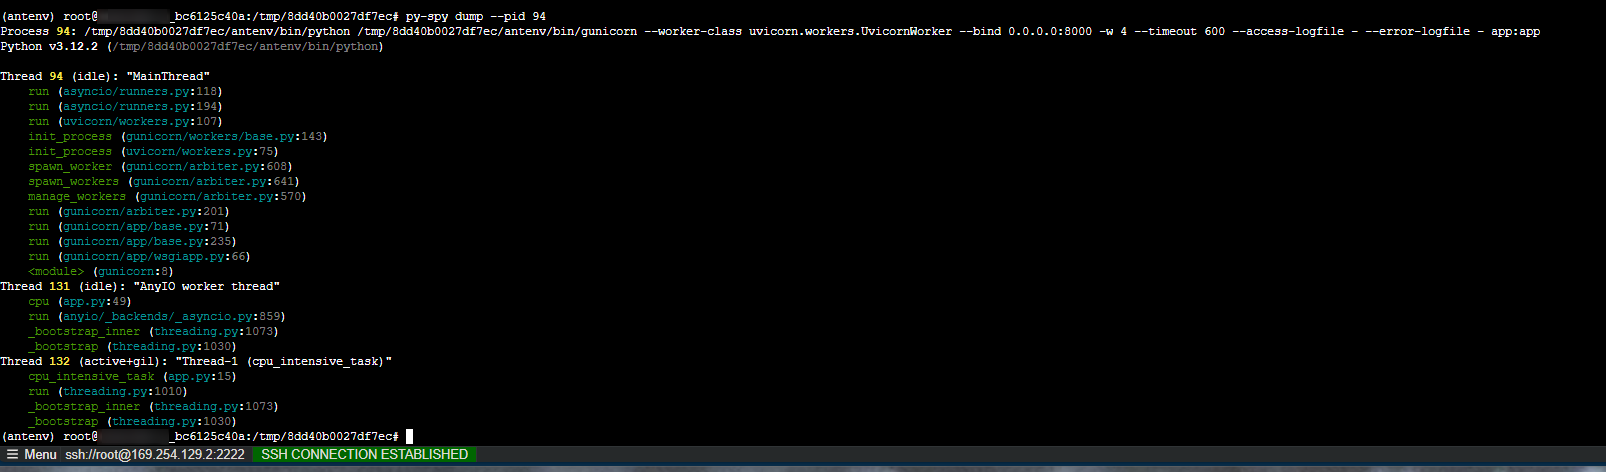 (antenv) root@ _bc6125c40a:/tmp/8dd40b0027df7ec# py-spy dump --pid 94
Process 94: /tmp/8dd40b0027df7ec/antenv/bin/python /tmp/8dd40b0027df7ec/antenv/bin/gunicorn --worker-class uvicorn.workers.UvicornWorker --bind 0.0.0.0:8000 -w 4 --timeout 600 --access-logfile - --error-logfile - app:app
Python v3.12.2 (/tmp/8dd40b0027df7ec/antenv/bin/python)
Thread 94 (idle): "MainThread"
run (asyncio/runners.py:118)
run (asyncio/runners.py:194)
run (uvicorn/workers.py:107)
init_process (gunicorn/workers/base.py:143)
init_process (uvicorn/workers.py:75)
spawn_worker (gunicorn/arbiter.py:608)
spawn_workers (gunicorn/arbiter.py:641)
manage_workers (gunicorn/arbiter.py:570)
run (gunicorn/arbiter.py:201)
run (gunicorn/app/base.py:71)
run (gunicorn/app/base.py:235)
run (gunicorn/app/wsgiapp.py:66)
<module> (gunicorn:8)
Thread 131 (idle): "AnyIO worker thread"
cpu (app.py:49)
run (anyio/_backends/_asyncio.py:859)
_bootstrap_inner (threading.py:1073)
_bootstrap (threading.py:1030)
Thread 132 (active+gil): "Thread-1 (cpu_intensive_task)"
cpu_intensive_task (app.py:15)
run (threading.py:1010)
_bootstrap_inner (threading.py:1073)
_bootstrap (threading.py:1030)
(antenv) root@ _bc6125c40a:/tmp/8dd40b0027df7ec#
☰ Menu ssh://root@169.254.129.2:2222 SSH CONNECTION ESTABLISHED